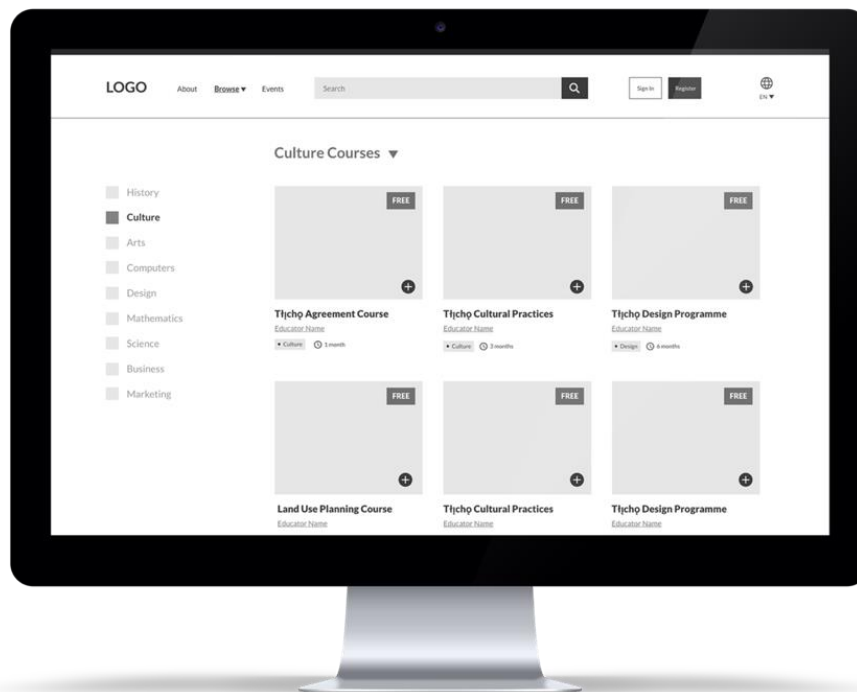 LOGO
About
Browse ▼
Events
Search
Sign In
Register
EN ▼
Culture Courses ▼
History
Culture
Arts
Computers
Design
Mathematics
Science
Business
Marketing
FREE
Tłı̨chǫ Agreement Course
Educator Name
• Culture
1 month
FREE
Tłı̨chǫ Cultural Practices
Educator Name
• Culture
3 months
FREE
Tłı̨chǫ Design Programme
Educator Name
• Design
6 months
FREE
Land Use Planning Course
Educator Name
FREE
Tłı̨chǫ Cultural Practices
Educator Name
FREE
Tłı̨chǫ Design Programme
Educator Name